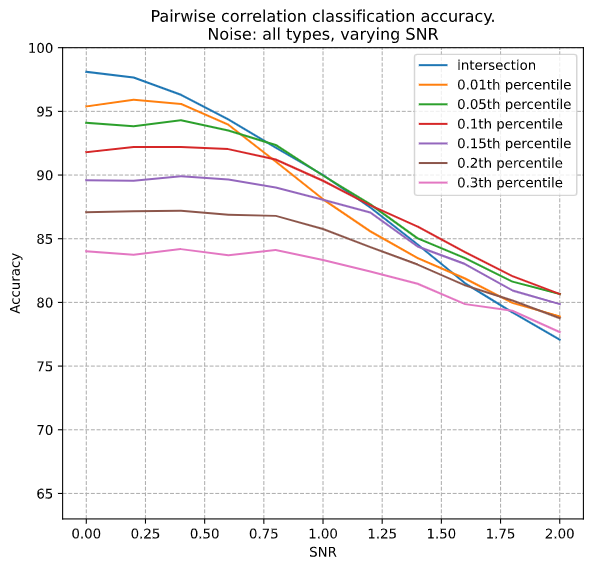 Pairwise correlation classification accuracy.
Noise: all types, varying SNR
intersection
0.01th percentile
0.05th percentile
0.1th percentile
0.15th percentile
0.2th percentile
0.3th percentile
Accuracy
100
95
90
85
80
75
70
65
0.00 0.25 0.50 0.75 1.00 1.25 1.50 1.75 2.00
SNR